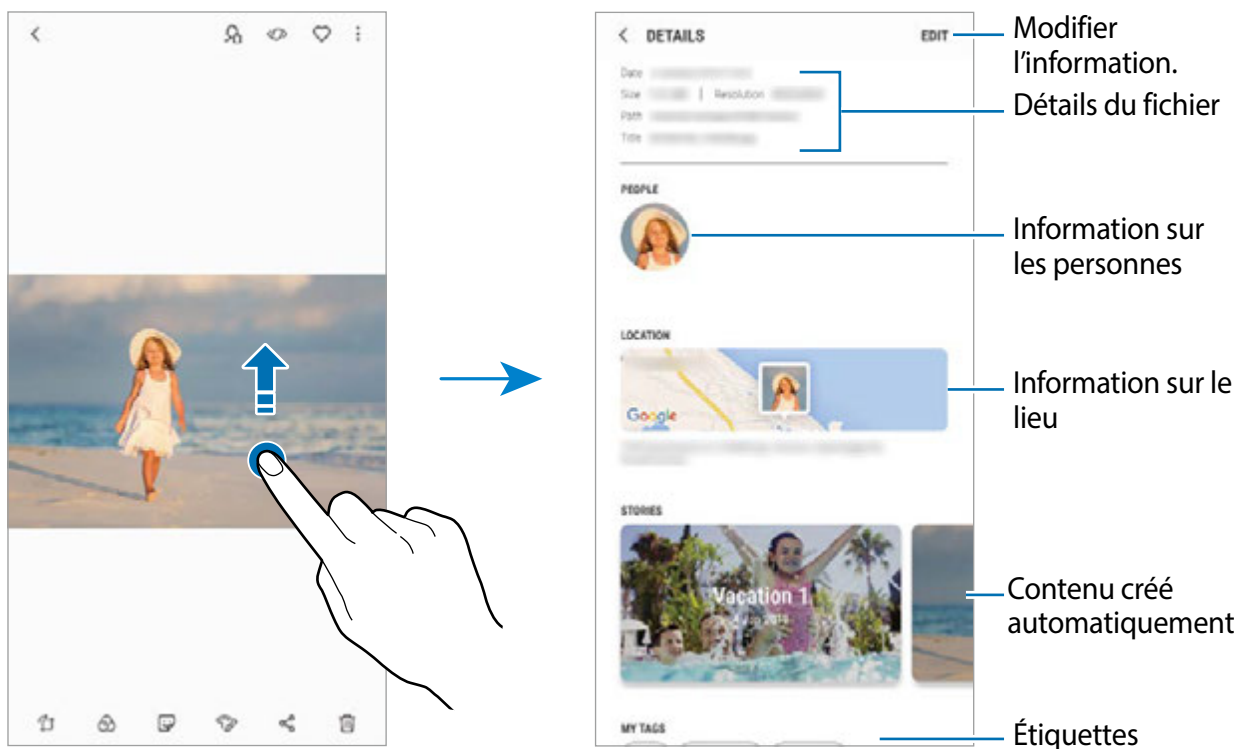 DETAILS
EDIT
Modifier
l’information.
Date
Size | Resolution
Path
Title
Détails du fichier
PEOPLE
Information sur
les personnes
LOCATION
Google
Information sur le
lieu
STORIES
Vacation 1
Contenu créé
automatiquement
MY TAGS
Étiquettes